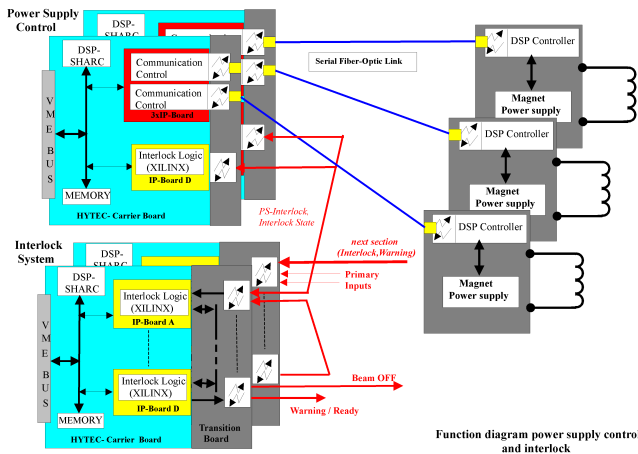 Power Supply
Control
DSP-
SHARC
DSP-
SHARC
Communication
Control
Communication
Control
3xIP-Board
VME BUS
Interlock Logic
(XILINX)
IP-Board D
MEMORY
HYTEC- Carrier Board
Serial Fiber-Optic Link
DSP Controller
Magnet
Power supply
DSP Controller
Magnet
Power supply
DSP Controller
Magnet
Power supply
PS-Interlock,
Interlock State
Interlock
System
DSP-
SHARC
DSP-
SHARC
next section
(Interlock,Warning)
Primary
Inputs
Interlock Logic
(XILINX)
IP-Board A
VME BUS
Interlock Logic
(XILINX)
IP-Board D
MEMORY
HYTEC- Carrier Board
Transition
Board
Beam OFF
Warning / Ready
Function diagram power supply control
and interlock